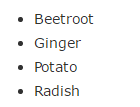 • Beetroot
• Ginger
• Potato
• Radish